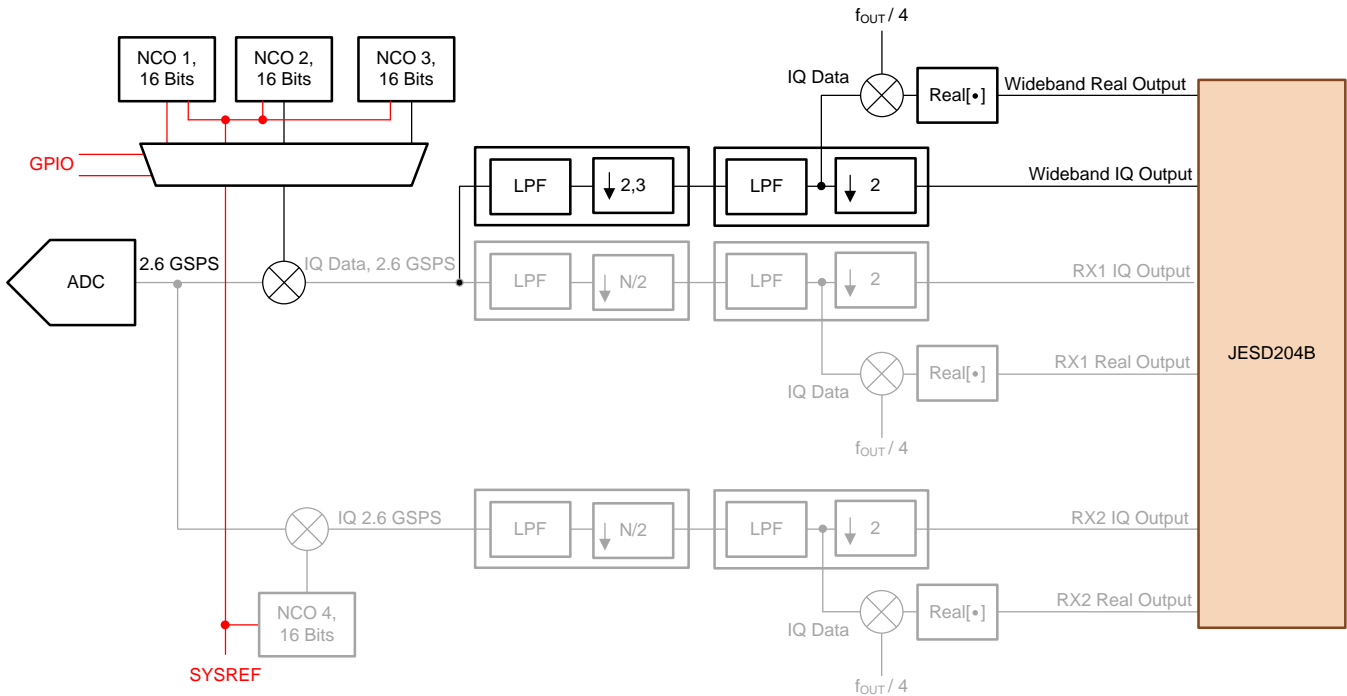 f_OUT / 4
NCO 1,
16 Bits
NCO 2,
16 Bits
NCO 3,
16 Bits
IQ Data
Real[•]
Wideband Real Output
GPIO
LPF
2,3
LPF
2
Wideband IQ Output
ADC
2.6 GSPS
IQ Data, 2.6 GSPS
LPF
N/2
LPF
2
RX1 IQ Output
JESD204B
IQ Data
Real[•]
RX1 Real Output
f_OUT / 4
IQ 2.6 GSPS
LPF
N/2
LPF
2
RX2 IQ Output
NCO 4,
16 Bits
IQ Data
Real[•]
RX2 Real Output
SYSREF
f_OUT / 4